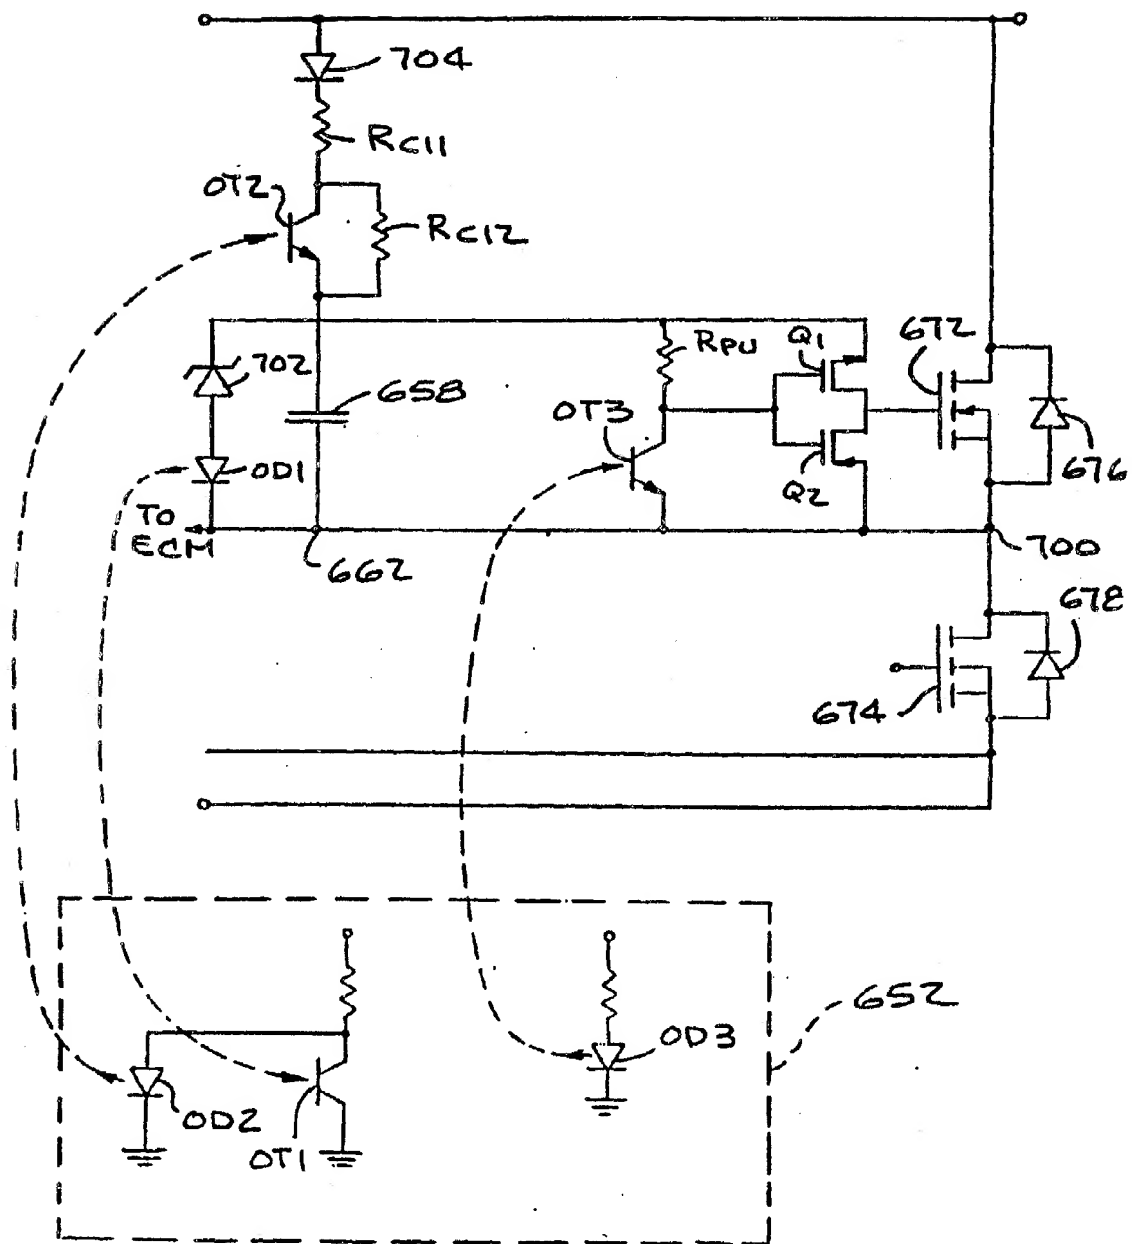 704
RC11
OT2
RC12
672
Q1
RPU
702
658
OT3
OD1
Q2
676
TO
ECM
662
700
678
674
652
OD3
OD2
OT1